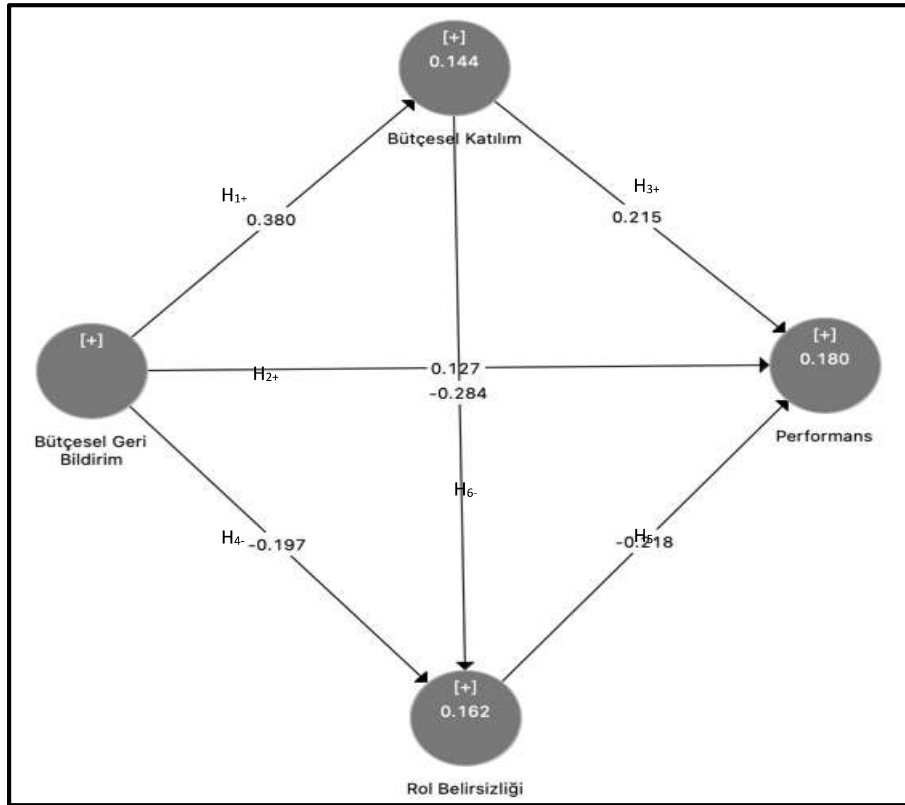 [+]
0.144
Bütçesel Katılım
H1+
0.380
H3+
0.215
[+]
Bütçesel Geri
Bildirim
H2+
0.127
-0.284
[+]
0.180
Performans
H6-
H4-
-0.197
H5-
-0.218
[+]
0.162
Rol Belirsizliği